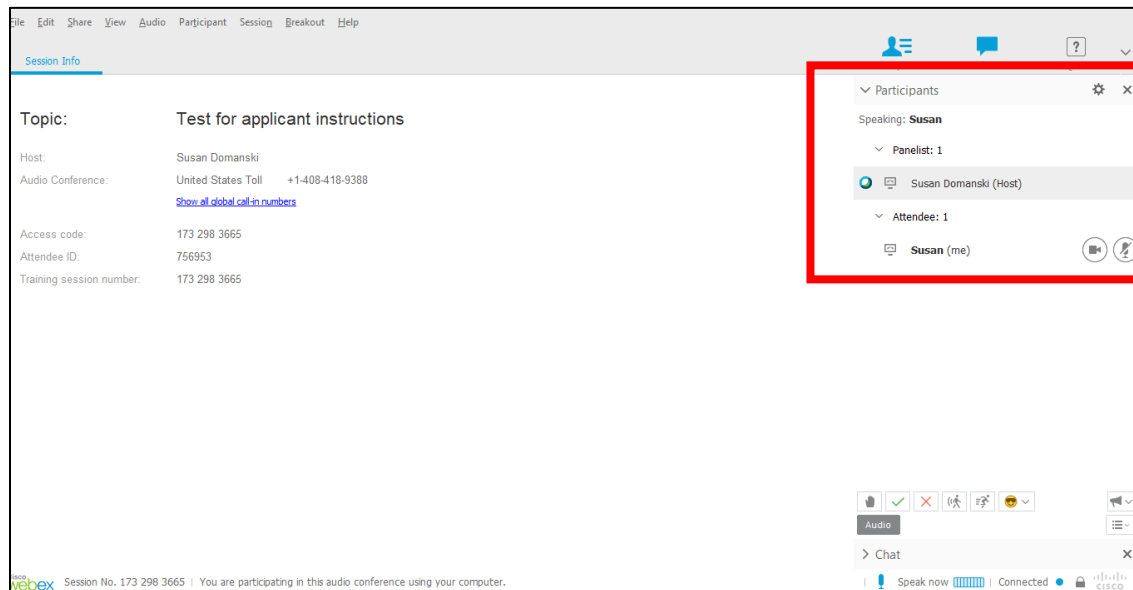 File Edit Share View Audio Participant Session Breakout Help
Session Info
?
Participants
Topic: Test for applicant instructions
Speaking: Susan
Panelist: 1
Host: Susan Domanski
Audio Conference: United States Toll +1-408-418-9388
Susan Domanski (Host)
Show all global call-in numbers
Attendee: 1
Access code: 173 298 3665
Attendee ID: 756953
Susan (me)
Training session number: 173 298 3665
Audio
Chat
cisco webex Session No. 173 298 3665 | You are participating in this audio conference using your computer.
Speak now | Connected
cisco